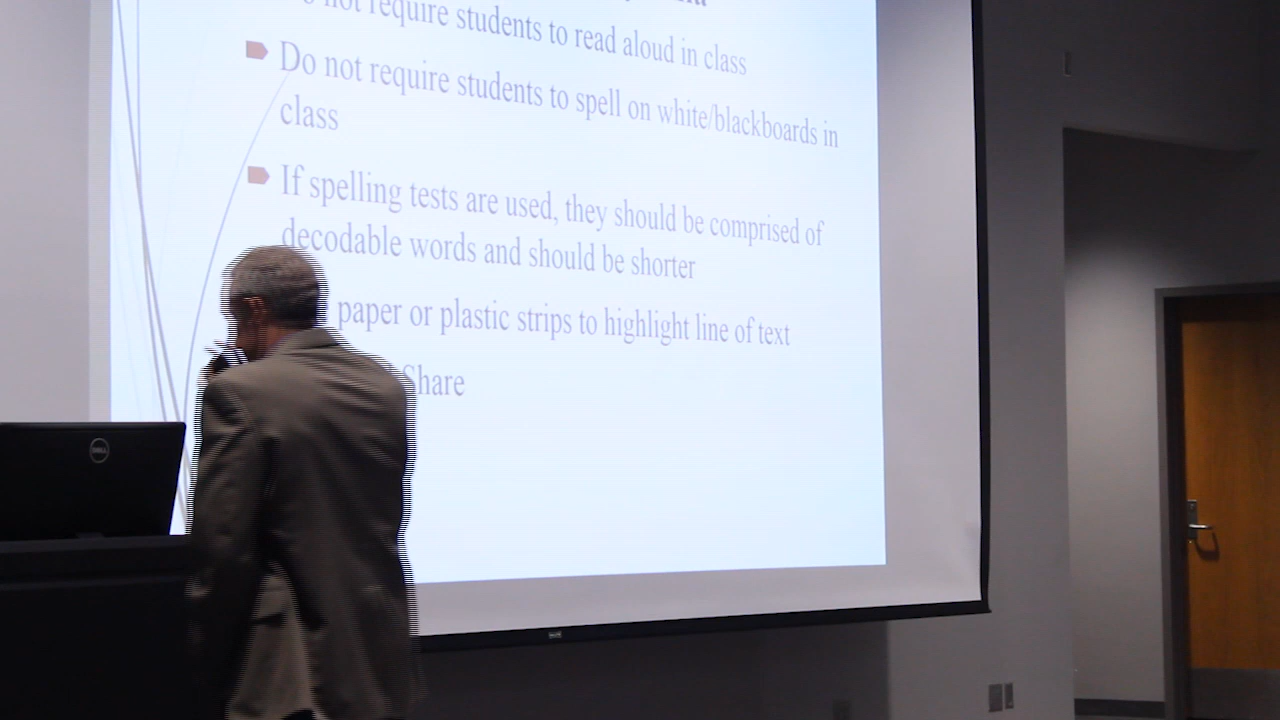 not require students to read aloud in class
Do not require students to spell on white/blackboards in
class
If spelling tests are used, they should be comprised of
decodable words and should be shorter
paper or plastic strips to highlight line of text
Share
DELL